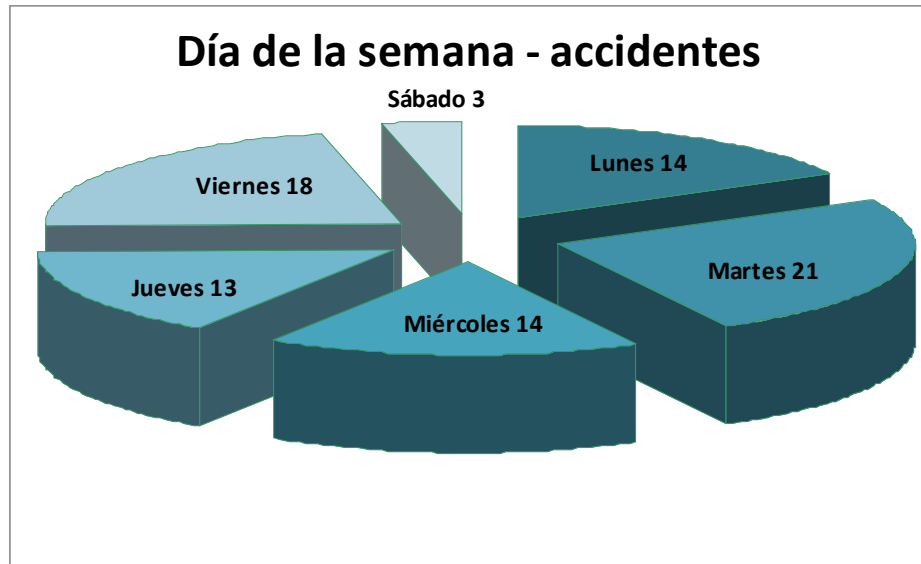 Día de la semana - accidentes
Sábado 3
Lunes 14
Viernes 18
Martes 21
Jueves 13
Miércoles 14